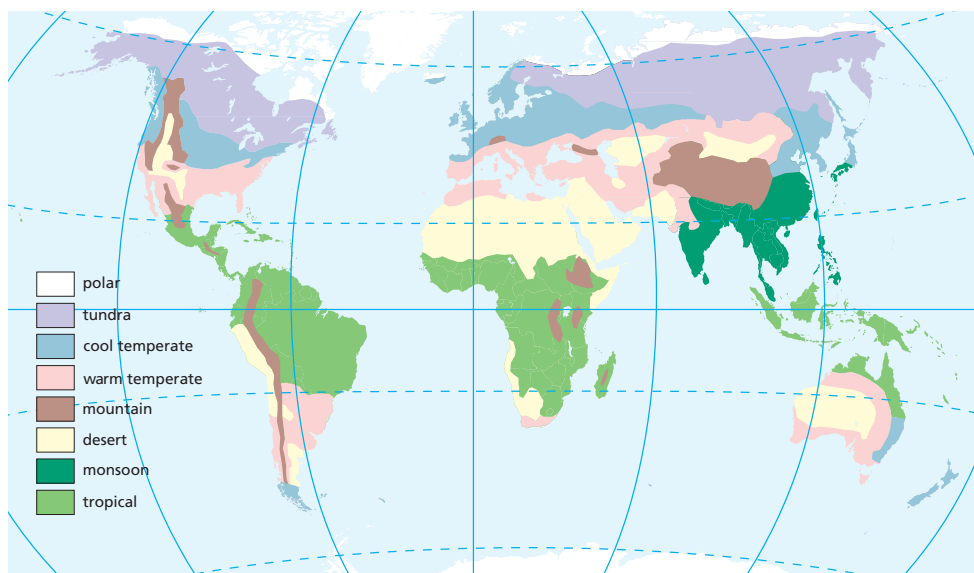 polar
tundra
cool temperate
warm temperate
mountain
desert
monsoon
tropical